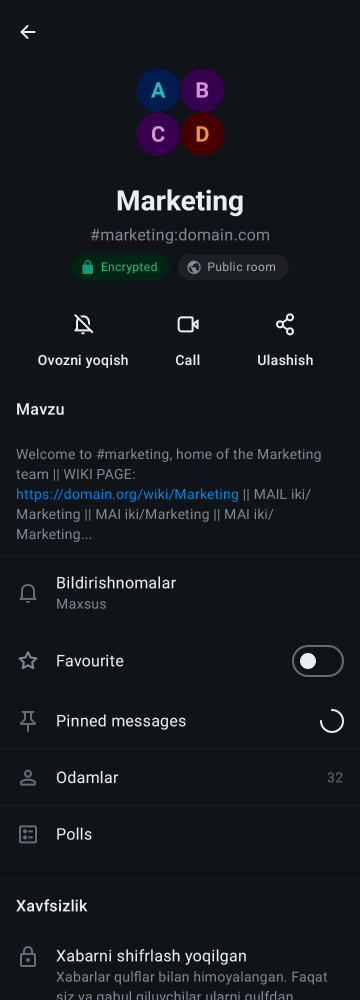 A B
C D
Marketing
#marketing:domain.com
Encrypted Public room
Ovozni yoqish Call Ulashish
Mavzu
Welcome to #marketing, home of the Marketing
team || WIKI PAGE:
https://domain.org/wiki/Marketing || MAIL iki/
Marketing || MAI iki/Marketing || MAI iki/
Marketing...
Bildirishnomalar
Maxsus
Favourite
Pinned messages
Odamlar 32
Polls
Xavfsizlik
Xabarni shifrlash yoqilgan
Xabarlar qulflar bilan himoyalangan. Faqat
siz va qabul qiluvchilar ularni qulfdan